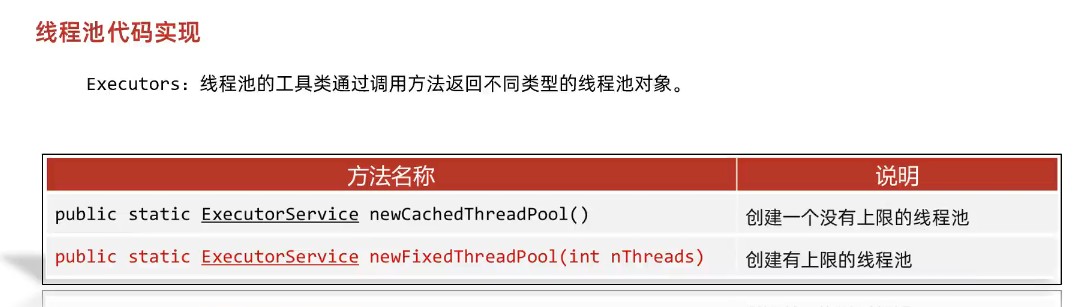 线程池代码实现
Executors：线程池的工具类通过调用方法返回不同类型的线程池对象。
方法名称 说明
public static ExecutorService newCachedThreadPool() 创建一个没有上限的线程池
public static ExecutorService newFixedThreadPool(int nThreads) 创建有上限的线程池